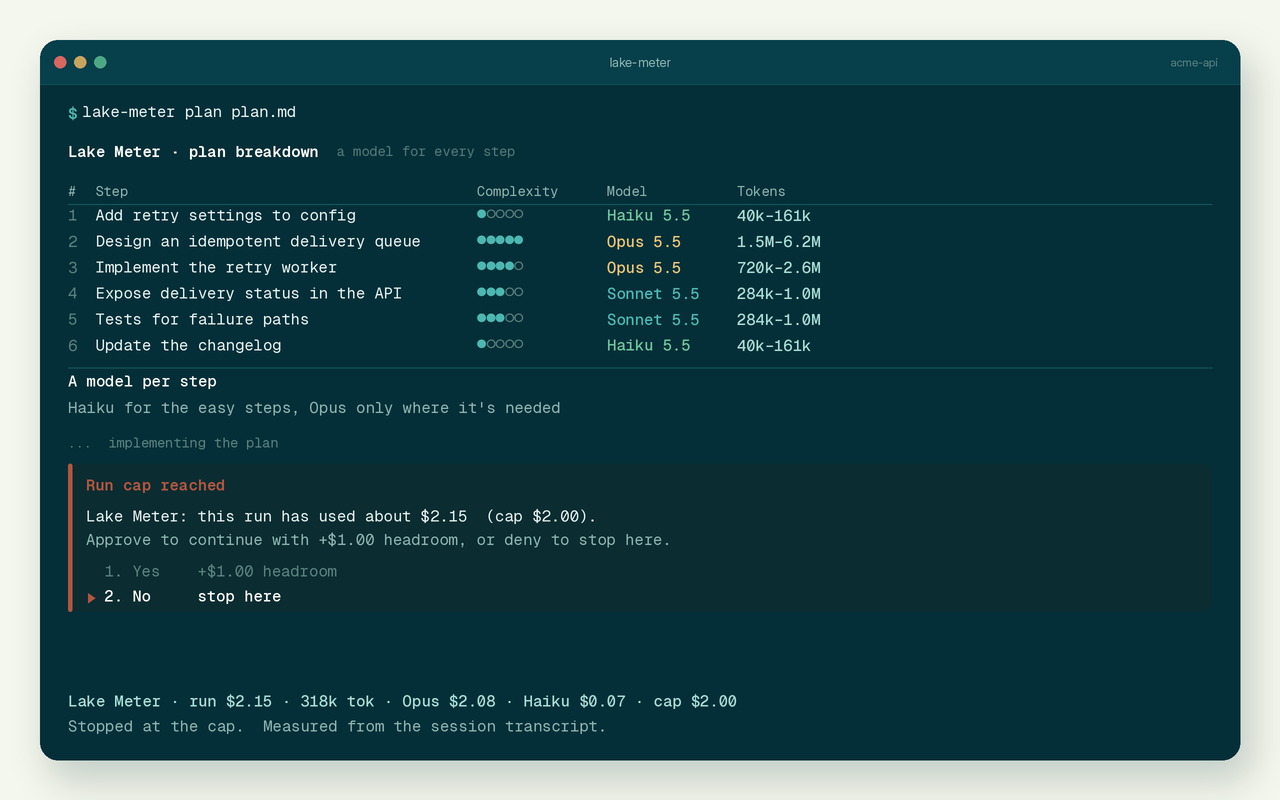 lake-meter acme-api
$ lake-meter plan plan.md
Lake Meter · plan breakdown a model for every step
# Step Complexity Model Tokens
1 Add retry settings to config ●○○○○ Haiku 5.5 40k–161k
2 Design an idempotent delivery queue ●●●●● Opus 5.5 1.5M–6.2M
3 Implement the retry worker ●●●●○ Opus 5.5 720k–2.6M
4 Expose delivery status in the API ●●●○○ Sonnet 5.5 284k–1.0M
5 Tests for failure paths ●●●○○ Sonnet 5.5 284k–1.0M
6 Update the changelog ●○○○○ Haiku 5.5 40k–161k
A model per step
Haiku for the easy steps, Opus only where it's needed
... implementing the plan
Run cap reached
Lake Meter: this run has used about $2.15 (cap $2.00).
Approve to continue with +$1.00 headroom, or deny to stop here.
1. Yes +$1.00 headroom
▶ 2. No stop here
Lake Meter · run $2.15 · 318k tok · Opus $2.08 · Haiku $0.07 · cap $2.00
Stopped at the cap. Measured from the session transcript.